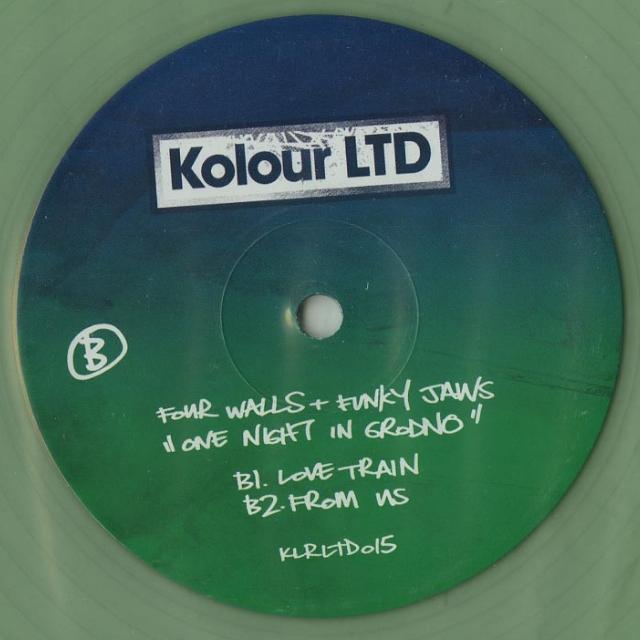 Kolour LTD
B
FOUR WALLS + FUNKY JAWS
"ONE NIGHT IN GRODNO"
B1. LOVE TRAIN
B2. FROM US
KLRLTD015